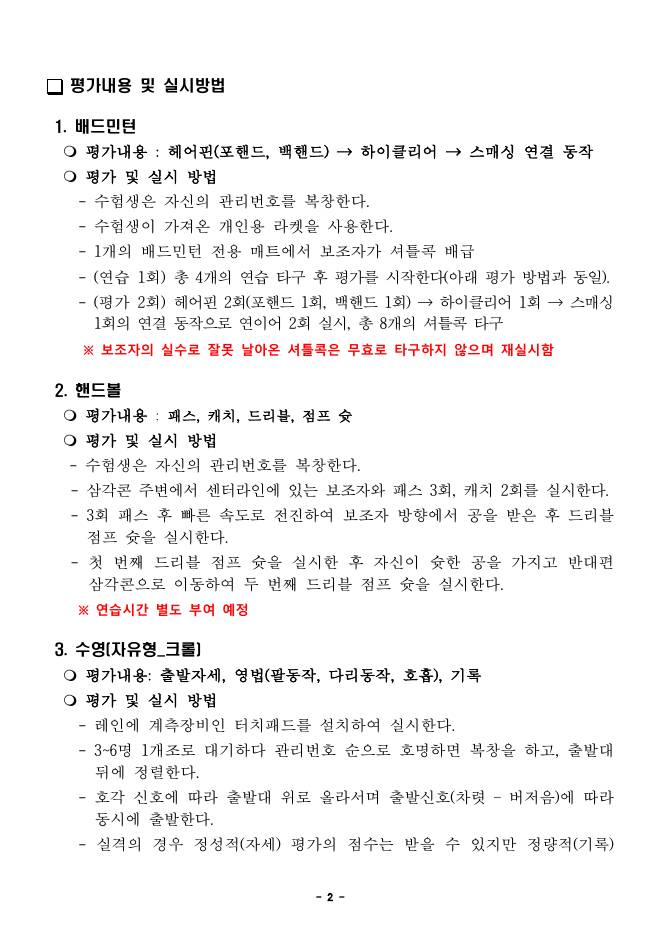 ❏ 평가내용 및 실시방법
1. 배드민턴
❍ 평가내용 : 헤어핀(포핸드, 백핸드) → 하이클리어 → 스매싱 연결 동작
❍ 평가 및 실시 방법
- 수험생은 자신의 관리번호를 복창한다.
- 수험생이 가져온 개인용 라켓을 사용한다.
- 1개의 배드민턴 전용 매트에서 보조자가 셔틀콕 배급
- (연습 1회) 총 4개의 연습 타구 후 평가를 시작한다(아래 평가 방법과 동일).
- (평가 2회) 헤어핀 2회(포핸드 1회, 백핸드 1회) → 하이클리어 1회 → 스매싱
1회의 연결 동작으로 연이어 2회 실시, 총 8개의 셔틀콕 타구
※ 보조자의 실수로 잘못 날아온 셔틀콕은 무효로 타구하지 않으며 재실시함
2. 핸드볼
❍ 평가내용 : 패스, 캐치, 드리블, 점프 슛
❍ 평가 및 실시 방법
- 수험생은 자신의 관리번호를 복창한다.
- 삼각콘 주변에서 센터라인에 있는 보조자와 패스 3회, 캐치 2회를 실시한다.
- 3회 패스 후 빠른 속도로 전진하여 보조자 방향에서 공을 받은 후 드리블
점프 슛을 실시한다.
- 첫 번째 드리블 점프 슛을 실시한 후 자신이 슛한 공을 가지고 반대편
삼각콘으로 이동하여 두 번째 드리블 점프 슛을 실시한다.
※ 연습시간 별도 부여 예정
3. 수영(자유형_크롤)
❍ 평가내용: 출발자세, 영법(팔동작, 다리동작, 호흡), 기록
❍ 평가 및 실시 방법
- 레인에 계측장비인 터치패드를 설치하여 실시한다.
- 3~6명 1개조로 대기하다 관리번호 순으로 호명하면 복창을 하고, 출발대
뒤에 정렬한다.
- 호각 신호에 따라 출발대 위로 올라서며 출발신호(차렷 – 버저음)에 따라
동시에 출발한다.
- 실격의 경우 정성적(자세) 평가의 점수는 받을 수 있지만 정량적(기록)
- 2 -